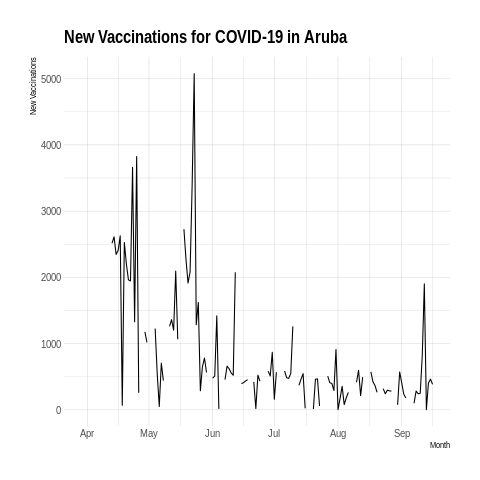 New Vaccinations for COVID-19 in Aruba
New Vaccinations
5000
4000
3000
2000
1000
0
Apr May Jun Jul Aug Sep
Month